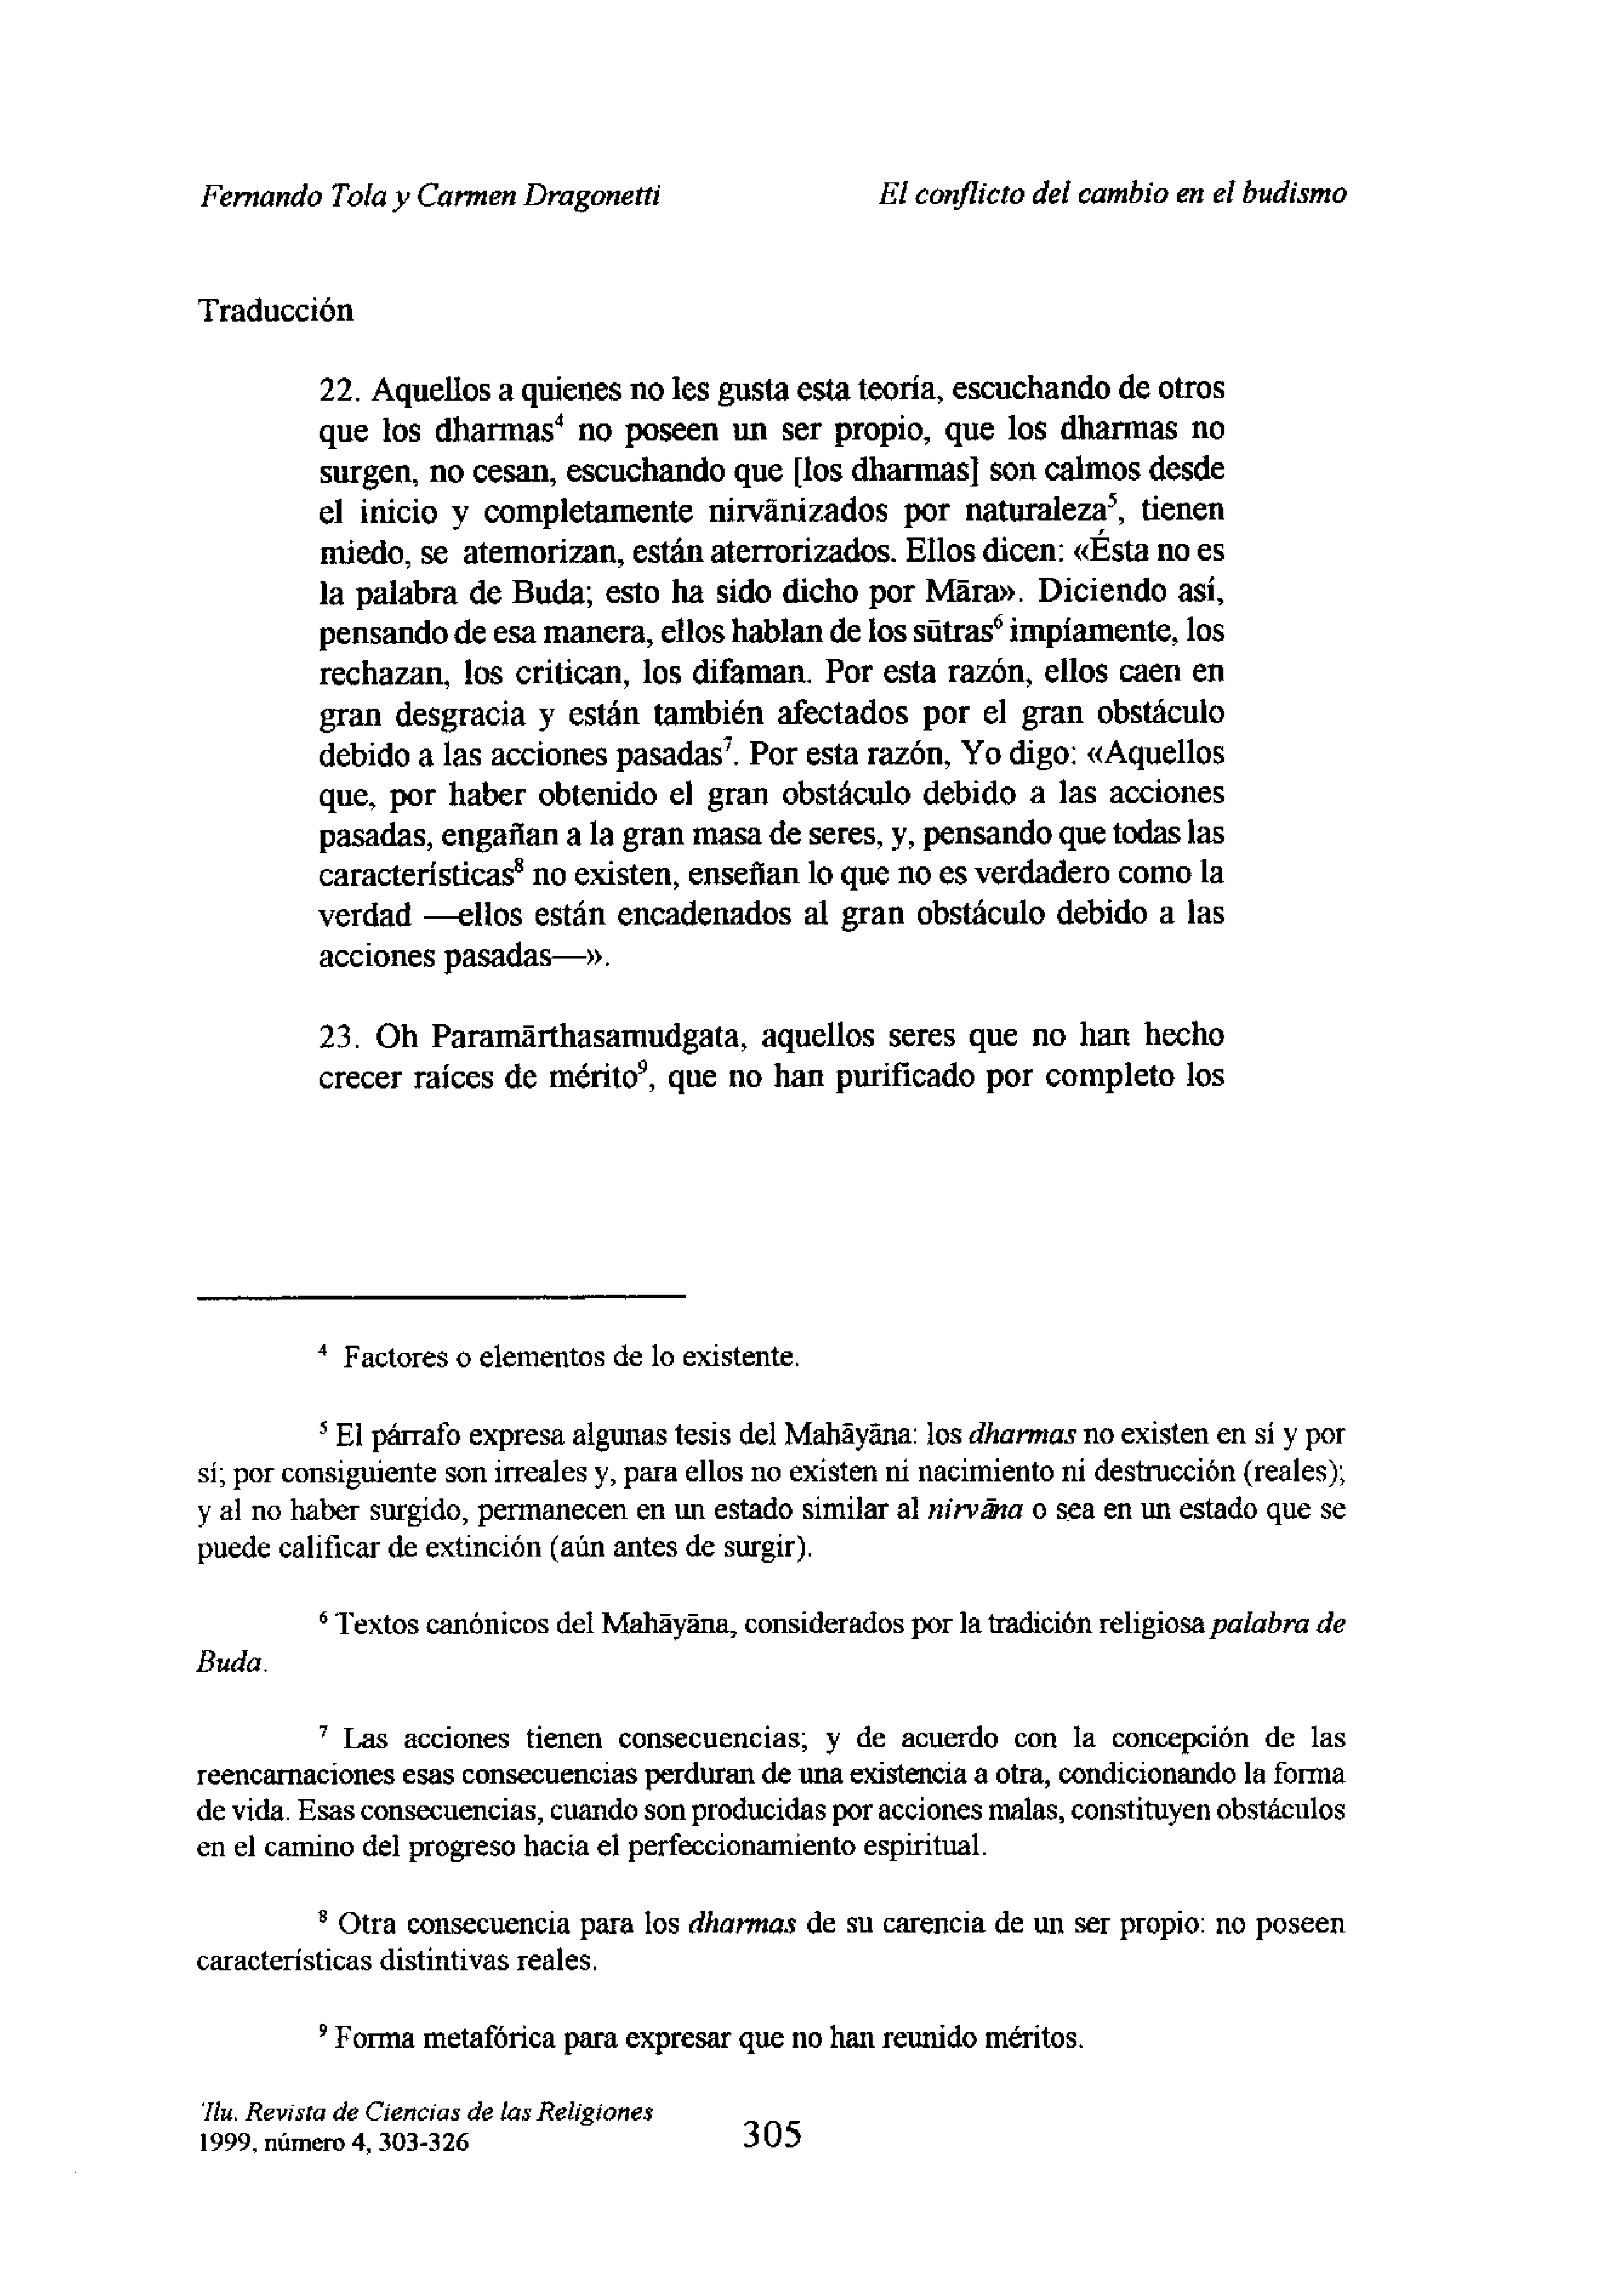 Fernando Tola y Carmen Dragonetti El conflicto del cambio en el budismo
Traducción
22. Aquellos a quienes no les gusta esta teoría, escuchando de otros
que los dharmas⁴ no poseen un ser propio, que los dharmas no
surgen, no cesan, escuchando que [los dharmas] son calmos desde
el inicio y completamente nirvānizados por naturaleza⁵, tienen
miedo, se atemorizan, están aterrorizados. Ellos dicen: «Ésta no es
la palabra de Buda; esto ha sido dicho por Māra». Diciendo así,
pensando de esa manera, ellos hablan de los sūtras⁶ impíamente, los
rechazan, los critican, los difaman. Por esta razón, ellos caen en
gran desgracia y están también afectados por el gran obstáculo
debido a las acciones pasadas⁷. Por esta razón, Yo digo: «Aquellos
que, por haber obtenido el gran obstáculo debido a las acciones
pasadas, engañan a la gran masa de seres, y, pensando que todas las
características⁸ no existen, enseñan lo que no es verdadero como la
verdad —ellos están encadenados al gran obstáculo debido a las
acciones pasadas—».
23. Oh Paramārthasamudgata, aquellos seres que no han hecho
crecer raíces de mérito⁹, que no han purificado por completo los
⁴ Factores o elementos de lo existente.
⁵ El párrafo expresa algunas tesis del Mahāyāna: los dharmas no existen en sí y por
sí; por consiguiente son irreales y, para ellos no existen ni nacimiento ni destrucción (reales);
y al no haber surgido, permanecen en un estado similar al nirvāna o sea en un estado que se
puede calificar de extinción (aún antes de surgir).
⁶ Textos canónicos del Mahāyāna, considerados por la tradición religiosa palabra de
Buda.
⁷ Las acciones tienen consecuencias; y de acuerdo con la concepción de las
reencarnaciones esas consecuencias perduran de una existencia a otra, condicionando la forma
de vida. Esas consecuencias, cuando son producidas por acciones malas, constituyen obstáculos
en el camino del progreso hacia el perfeccionamiento espiritual.
⁸ Otra consecuencia para los dharmas de su carencia de un ser propio: no poseen
características distintivas reales.
⁹ Forma metafórica para expresar que no han reunido méritos.
'Ilu. Revista de Ciencias de las Religiones
1999, número 4, 303-326
305